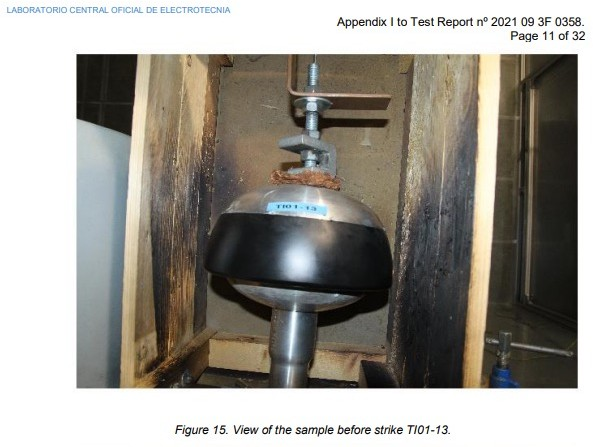 LABORATORIO CENTRAL OFICIAL DE ELECTROTECNIA
Appendix I to Test Report nº 2021 09 3F 0358.
Page 11 of 32
TI01-13
Figure 15. View of the sample before strike TI01-13.